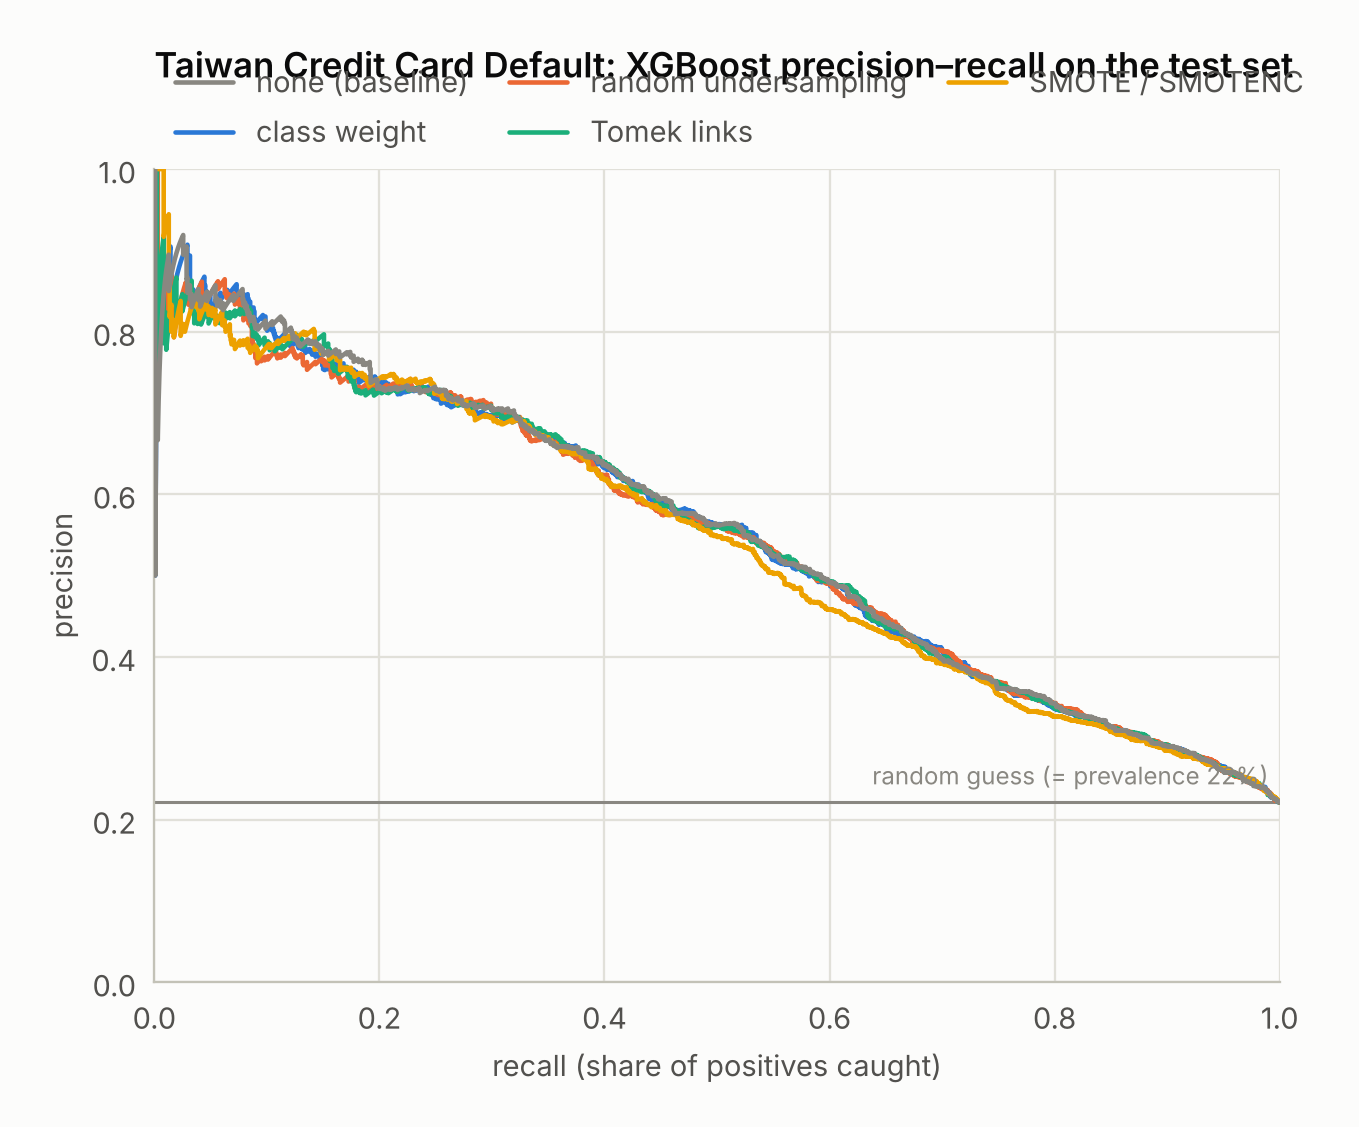 Taiwan Credit Card Default: XGBoost precision–recall on the test set
none (baseline) random undersampling SMOTE / SMOTENC
class weight Tomek links
1.0
0.8
0.6
0.4
0.2
0.0
precision
random guess (= prevalence 22%)
0.0 0.2 0.4 0.6 0.8 1.0
recall (share of positives caught)